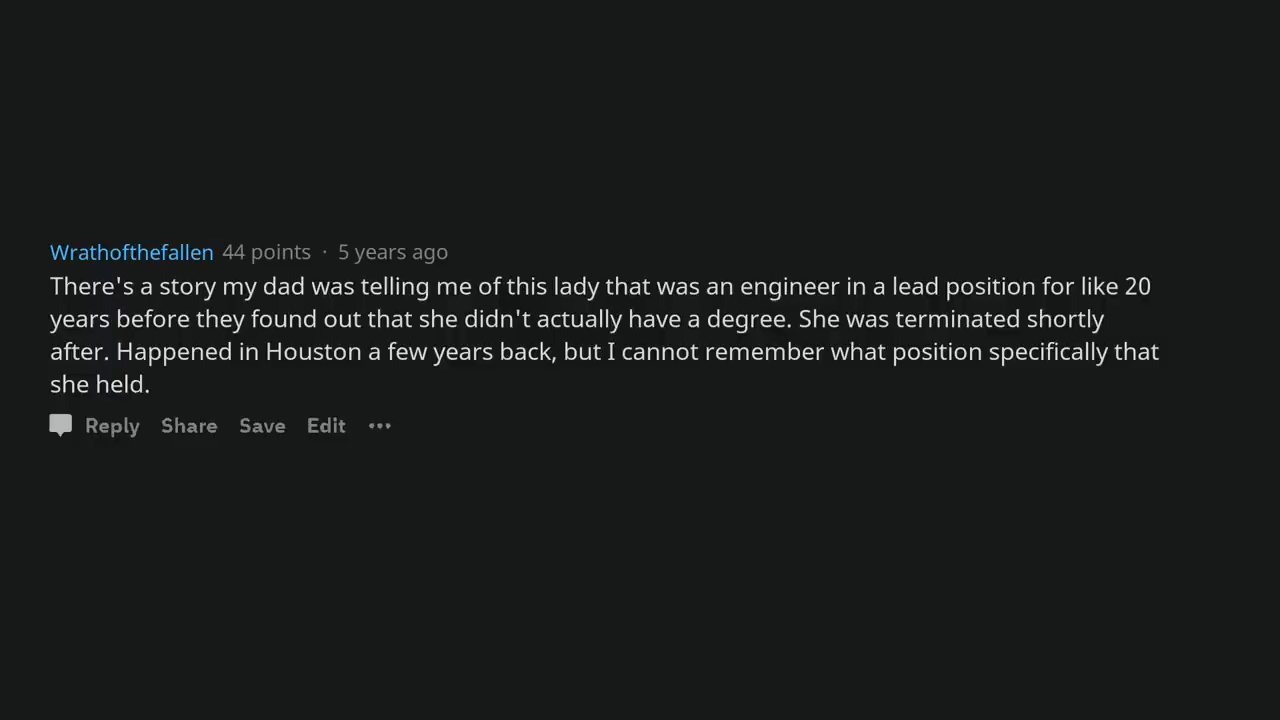 Wrathofthefallen 44 points · 5 years ago
There's a story my dad was telling me of this lady that was an engineer in a lead position for like 20
years before they found out that she didn't actually have a degree. She was terminated shortly
after. Happened in Houston a few years back, but I cannot remember what position specifically that
she held.
Reply Share Save Edit ...